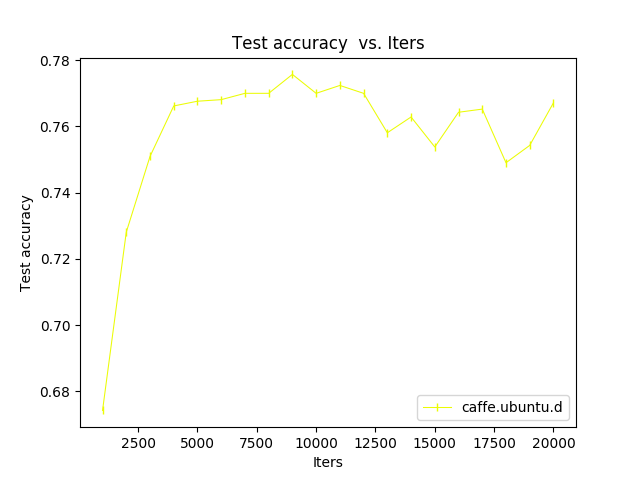 Test accuracy  vs. Iters
0.78
0.76
0.74
0.72
0.70
0.68
Test accuracy
caffe.ubuntu.d
2500 5000 7500 10000 12500 15000 17500 20000
Iters